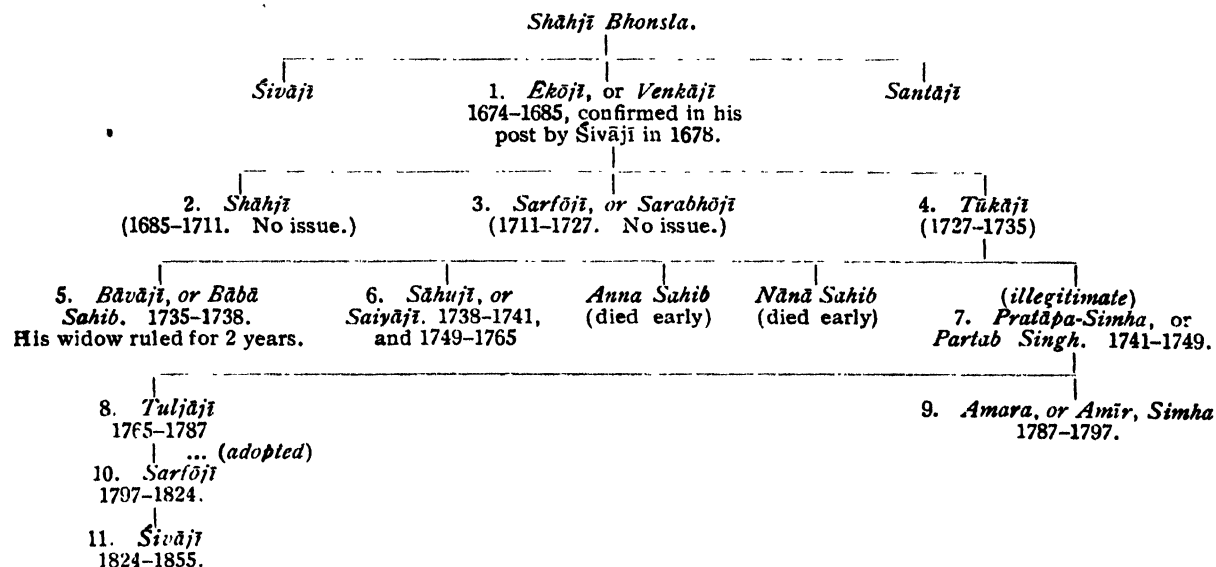 Shāhjī Bhonsla.
Śivājī
1. Ēkōjī, or Venkājī
1674–1685, confirmed in his
post by Śivājī in 1678.
Santājī
2. Shāhjī
(1685–1711. No issue.)
3. Sarfōjī, or Sarabhōjī
(1711–1727. No issue.)
4. Tūkājī
(1727–1735)
5. Bāvājī, or Bābā
Sahib. 1735–1738.
His widow ruled for 2 years.
6. Sāhujī, or
Saiyājī. 1738–1741,
and 1749–1765
Anna Sahib
(died early)
Nānā Sahib
(died early)
(illegitimate)
7. Pratāpa-Simha, or
Partab Singh. 1741–1749.
8. Tuljājī
1765–1787
... (adopted)
9. Amara, or Amīr, Simha
1787–1797.
10. Sarfōjī
1797–1824.
11. Śivājī
1824–1855.